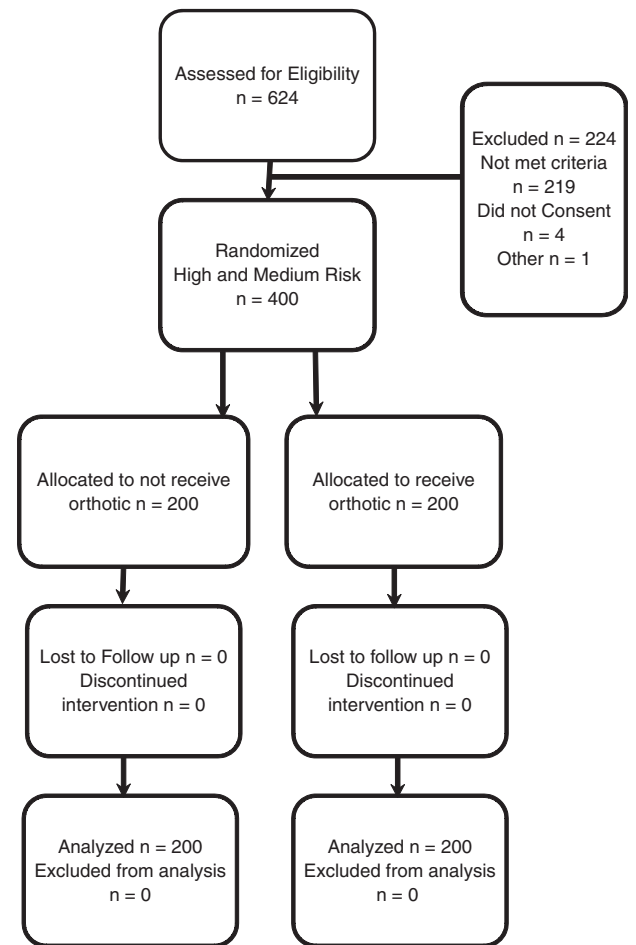 Assessed for Eligibility
n = 624
Excluded n = 224
Not met criteria
n = 219
Did not Consent
n = 4
Other n = 1
Randomized
High and Medium Risk
n = 400
Allocated to not receive
orthotic n = 200
Allocated to receive
orthotic n = 200
Lost to Follow up n = 0
Discontinued
intervention n = 0
Lost to follow up n = 0
Discontinued
intervention n = 0
Analyzed n = 200
Excluded from analysis
n = 0
Analyzed n = 200
Excluded from analysis
n = 0